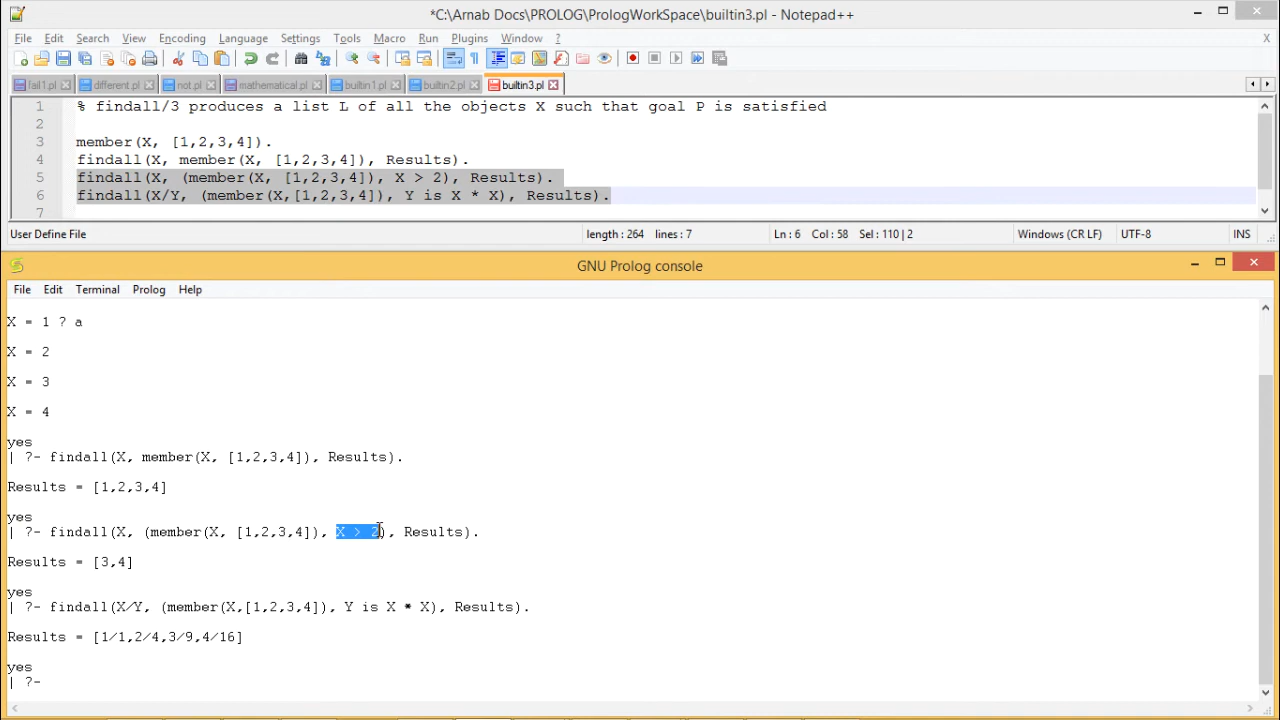 *C:\Arnab Docs\PROLOG\PrologWorkSpace\builtin3.pl - Notepad++
File Edit Search View Encoding Language Settings Tools Macro Run Plugins Window ? X
fail1.pl different.pl not.pl mathematical.pl builtin1.pl builtin2.pl builtin3.pl
1 % findall/3 produces a list L of all the objects X such that goal P is satisfied
2
3 member(X, [1,2,3,4]).
4 findall(X, member(X, [1,2,3,4]), Results).
5 findall(X, (member(X, [1,2,3,4]), X > 2), Results).
6 findall(X/Y, (member(X,[1,2,3,4]), Y is X * X), Results).
7
User Define File length : 264 lines : 7 Ln : 6 Col : 58 Sel : 110 | 2 Windows (CR LF) UTF-8 INS
GNU Prolog console
File Edit Terminal Prolog Help
X = 1 ? a
X = 2
X = 3
X = 4
yes
| ?- findall(X, member(X, [1,2,3,4]), Results).
Results = [1,2,3,4]
yes
| ?- findall(X, (member(X, [1,2,3,4]), X > 2), Results).
Results = [3,4]
yes
| ?- findall(X/Y, (member(X,[1,2,3,4]), Y is X * X), Results).
Results = [1/1,2/4,3/9,4/16]
yes
| ?-